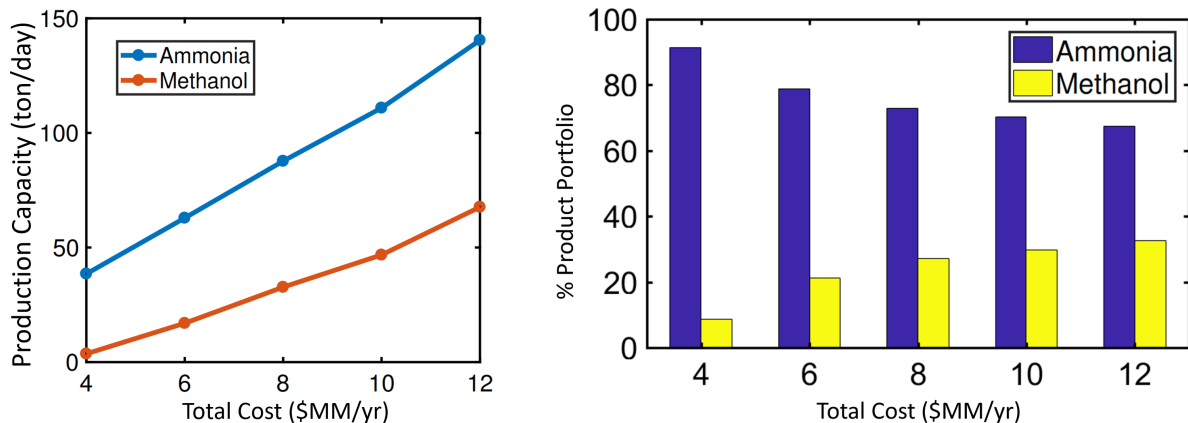 Production Capacity (ton/day)
150
100
50
0
Ammonia
Methanol
4 6 8 10 12
Total Cost ($MM/yr)
% Product Portfolio
100
80
60
40
20
0
Ammonia
Methanol
4 6 8 10 12
Total Cost ($MM/yr)